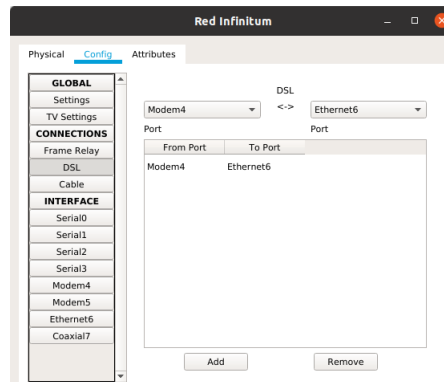 Red Infinitum
Physical Config Attributes
GLOBAL
Settings
TV Settings
CONNECTIONS
Frame Relay
DSL
Cable
INTERFACE
Serial0
Serial1
Serial2
Serial3
Modem4
Modem5
Ethernet6
Coaxial7
DSL
Modem4 <-> Ethernet6
Port Port
From Port To Port
Modem4 Ethernet6
Add Remove